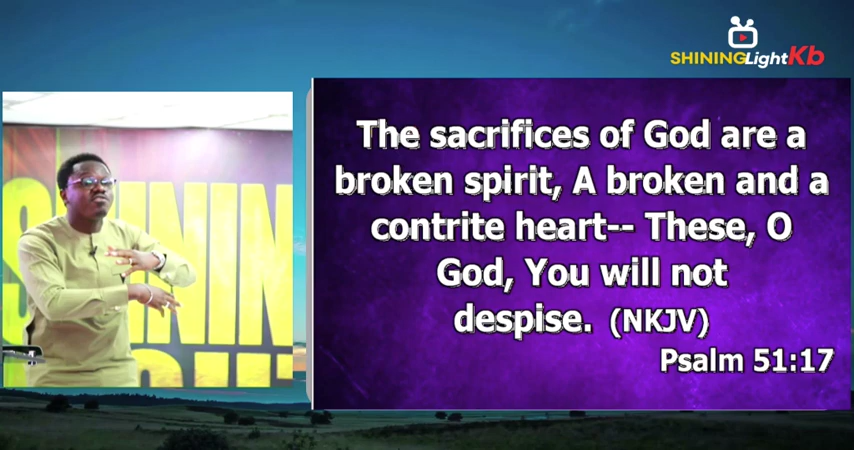 SHININGLightKb
The sacrifices of God are a
broken spirit, A broken and a
contrite heart-- These, O
God, You will not
despise. (NKJV)
Psalm 51:17
SHININ